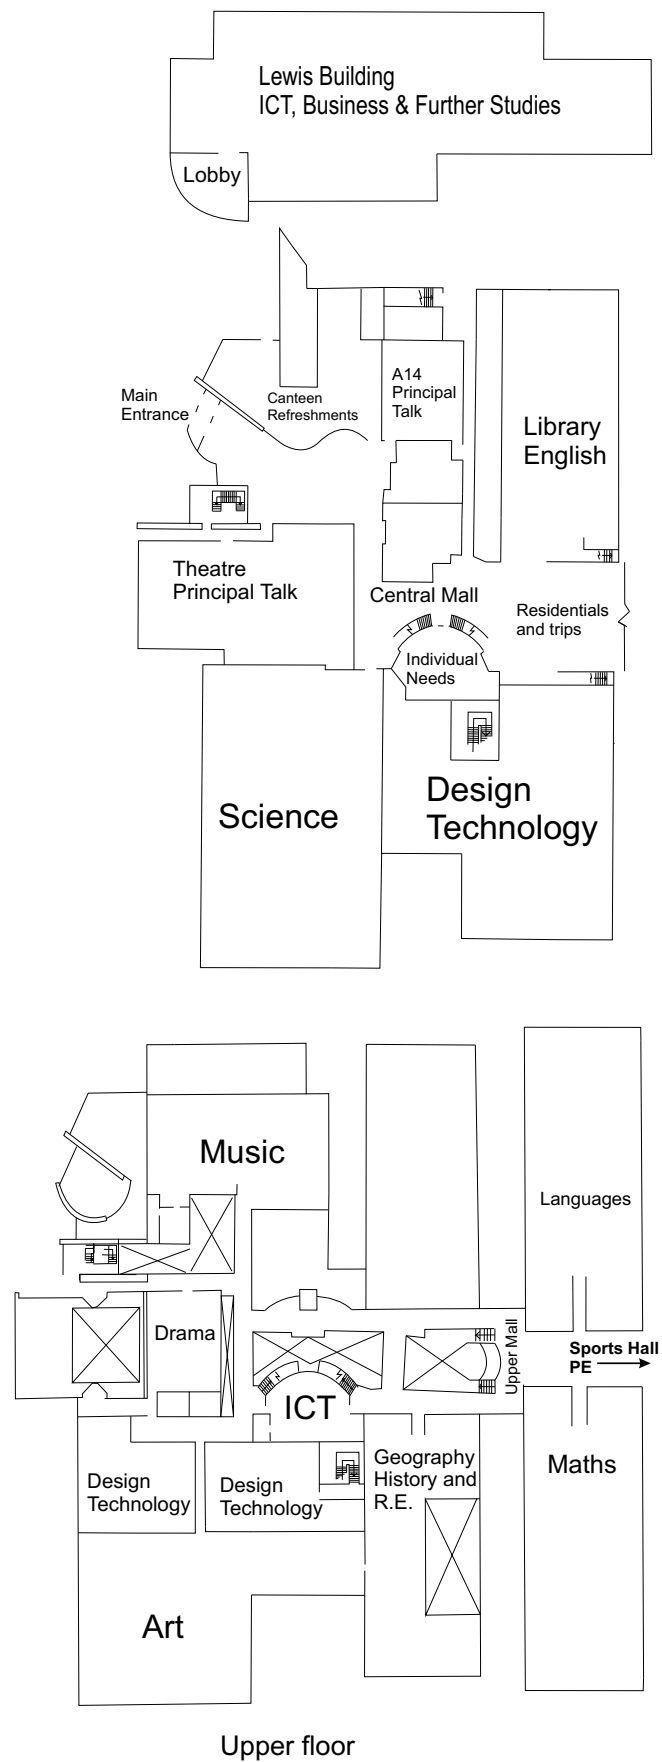 Lewis Building
ICT, Business & Further Studies
Lobby
Main
Entrance
Canteen
Refreshments
A14
Principal
Talk
Library
English
Theatre
Principal Talk
Central Mall
Residentials
and trips
Individual
Needs
Science
Design
Technology
Music
Languages
Drama
Upper Mall
Sports Hall
PE
ICT
Design
Technology
Design
Technology
Geography
History and
R.E.
Maths
Art
Upper floor